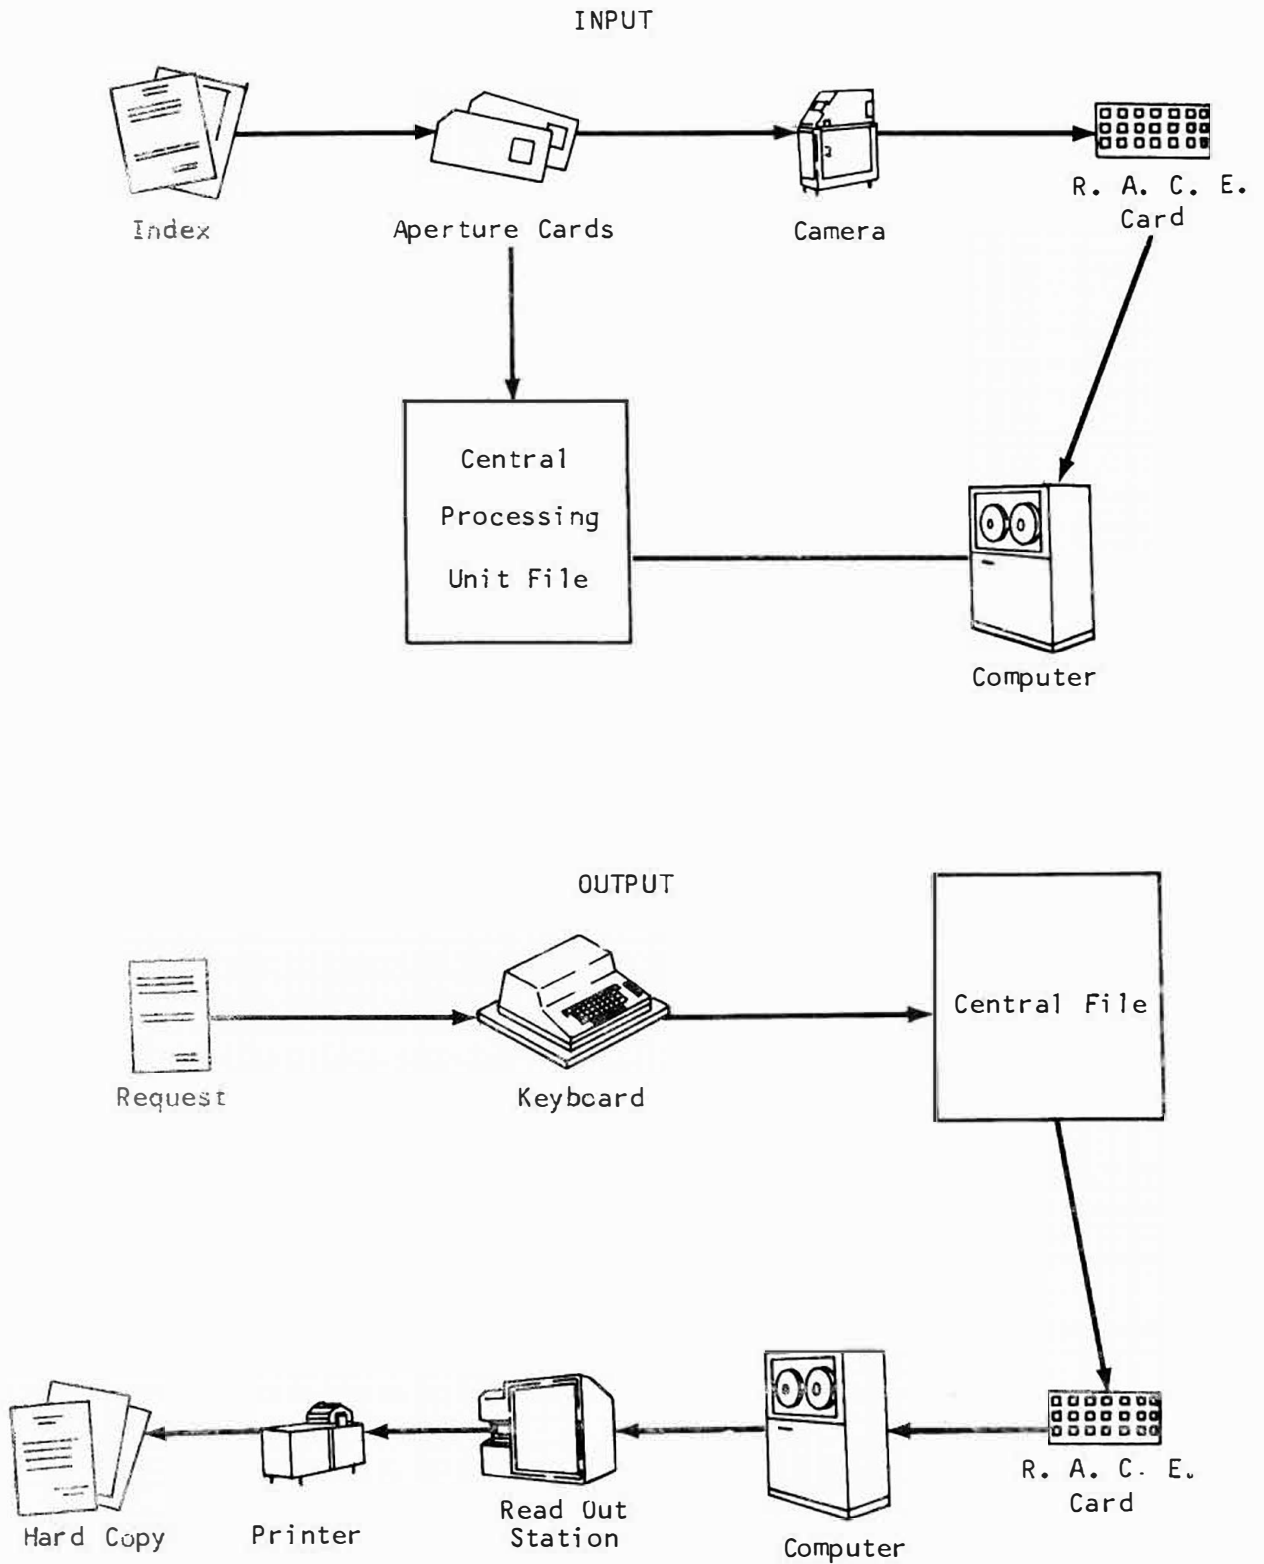 INPUT
Index
Aperture Cards
Camera
R. A. C. E.
Card
Central
Processing
Unit File
Computer
OUTPUT
Request
Keyboard
Central File
Hard Copy
Printer
Read Out
Station
Computer
R. A. C. E.
Card